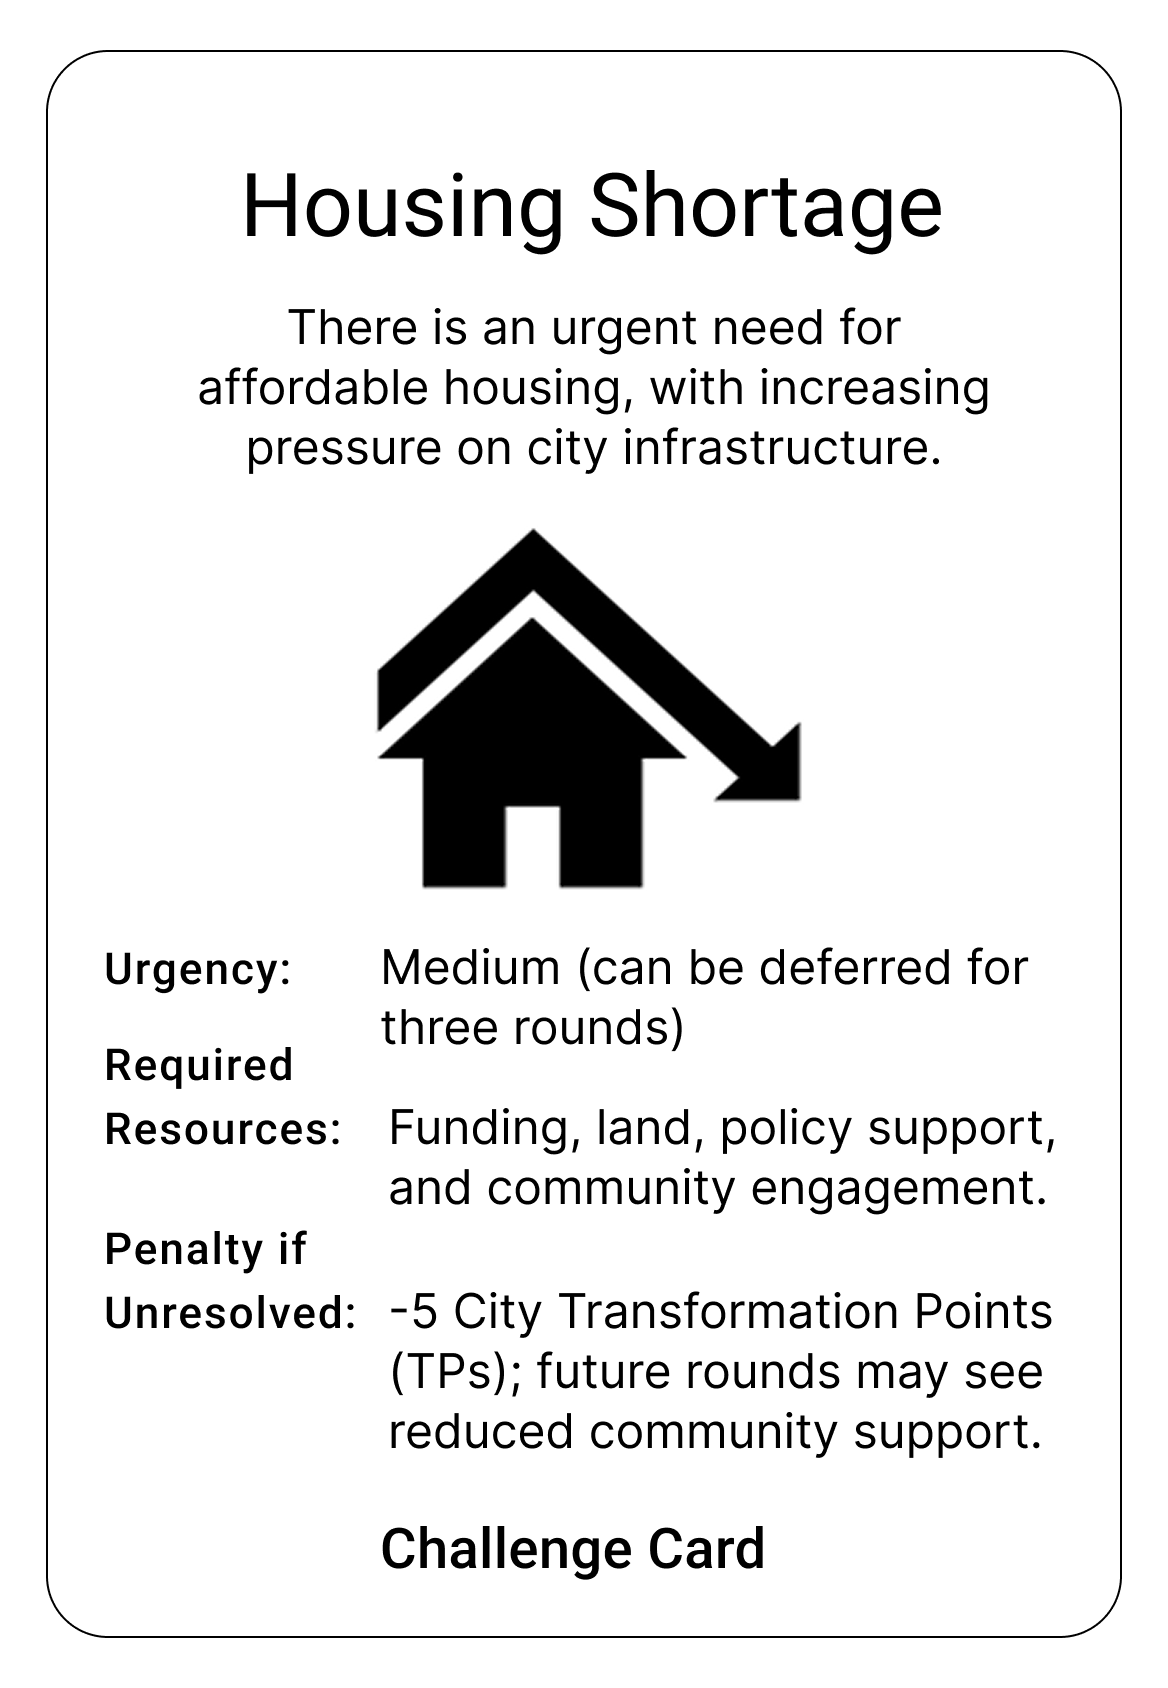 Housing Shortage
There is an urgent need for
affordable housing, with increasing
pressure on city infrastructure.
Urgency: Medium (can be deferred for
three rounds)
Required
Resources: Funding, land, policy support,
and community engagement.
Penalty if
Unresolved: -5 City Transformation Points
(TPs); future rounds may see
reduced community support.
Challenge Card